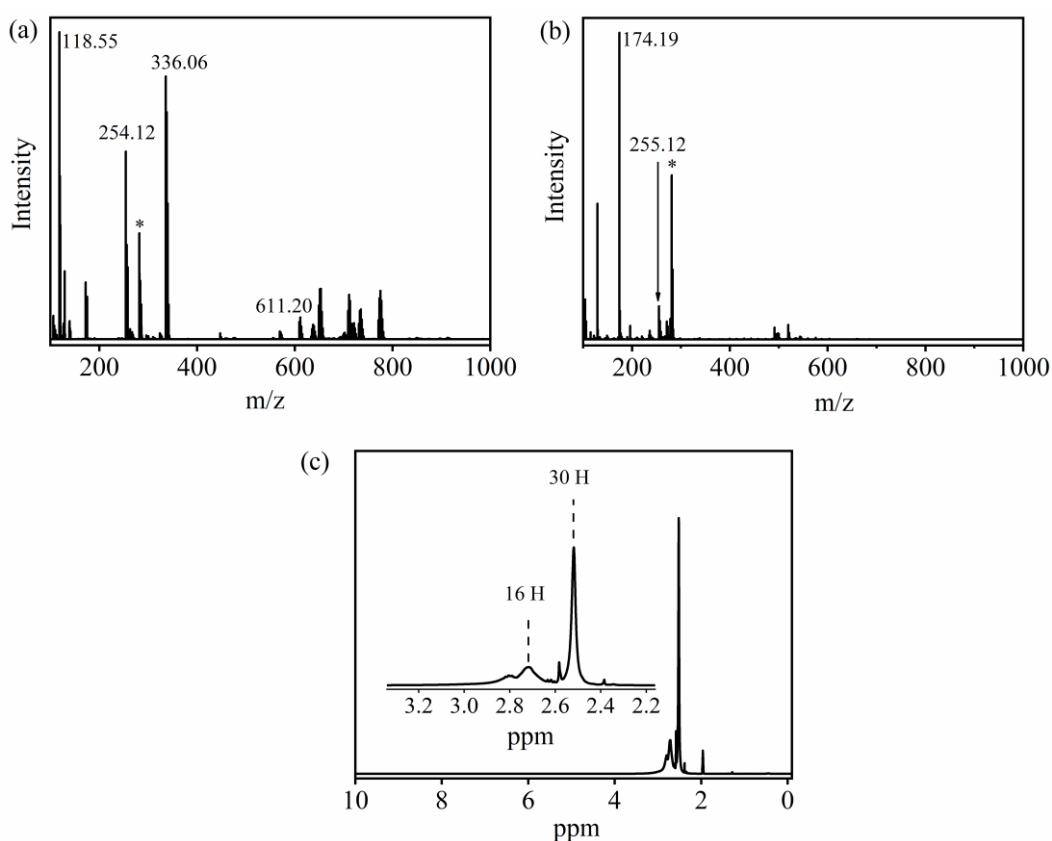 (a)
118.55
336.06
254.12
*
611.20
Intensity
200 400 600 800 1000
m/z
(b)
174.19
255.12
*
Intensity
200 400 600 800 1000
m/z
(c)
30 H
16 H
3.2 3.0 2.8 2.6 2.4 2.2
ppm
10 8 6 4 2 0
ppm